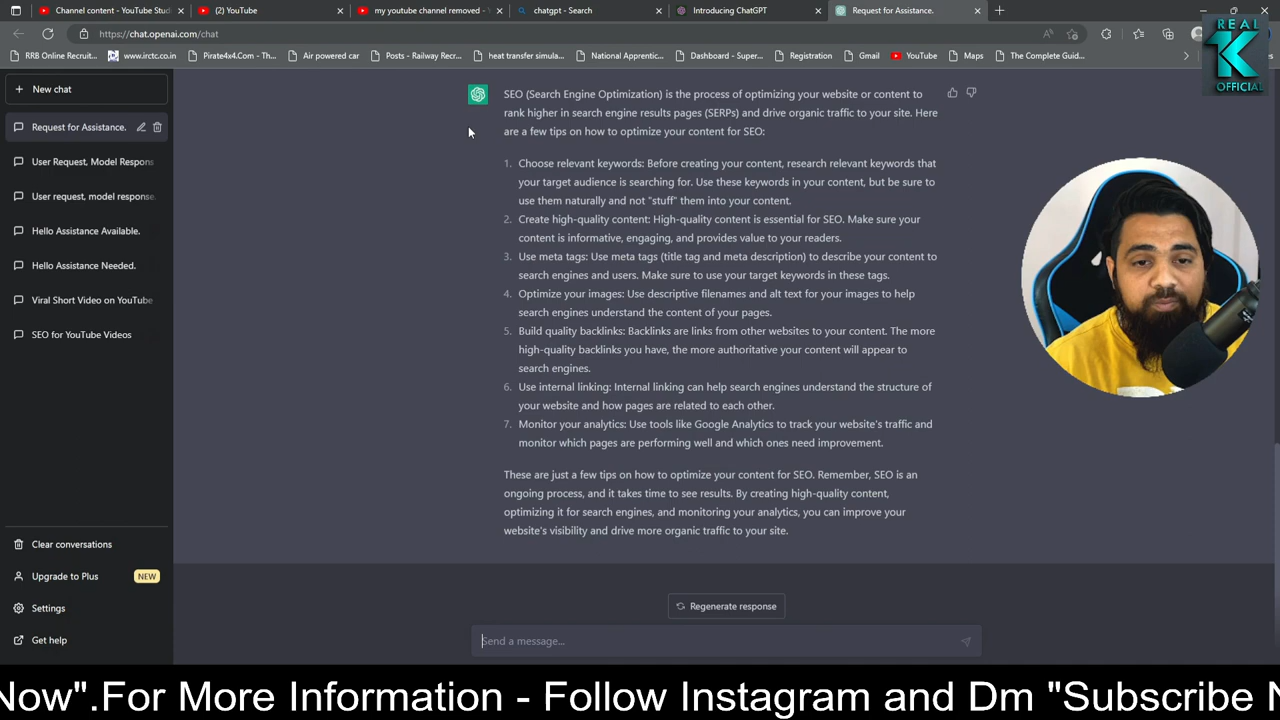 Channel content - YouTube Stud
(2) YouTube
my youtube channel removed -
chatgpt - Search
Introducing ChatGPT
Request for Assistance.
https://chat.openai.com/chat
RRB Online Recruit...
www.irctc.co.in
Pirate4x4.Com - Th...
Air powered car
Posts - Railway Recr...
heat transfer simula...
National Apprentic...
Dashboard - Super...
Registration
Gmail
YouTube
Maps
The Complete Guid...
REAL
K
OFFICIAL
New chat
Request for Assistance.
User Request, Model Respons
User request, model response.
Hello Assistance Available.
Hello Assistance Needed.
Viral Short Video on YouTube
SEO for YouTube Videos
Clear conversations
Upgrade to Plus NEW
Settings
Get help
SEO (Search Engine Optimization) is the process of optimizing your website or content to
rank higher in search engine results pages (SERPs) and drive organic traffic to your site. Here
are a few tips on how to optimize your content for SEO:
1. Choose relevant keywords: Before creating your content, research relevant keywords that
your target audience is searching for. Use these keywords in your content, but be sure to
use them naturally and not "stuff" them into your content.
2. Create high-quality content: High-quality content is essential for SEO. Make sure your
content is informative, engaging, and provides value to your readers.
3. Use meta tags: Use meta tags (title tag and meta description) to describe your content to
search engines and users. Make sure to use your target keywords in these tags.
4. Optimize your images: Use descriptive filenames and alt text for your images to help
search engines understand the content of your pages.
5. Build quality backlinks: Backlinks are links from other websites to your content. The more
high-quality backlinks you have, the more authoritative your content will appear to
search engines.
6. Use internal linking: Internal linking can help search engines understand the structure of
your website and how pages are related to each other.
7. Monitor your analytics: Use tools like Google Analytics to track your website's traffic and
monitor which pages are performing well and which ones need improvement.
These are just a few tips on how to optimize your content for SEO. Remember, SEO is an
ongoing process, and it takes time to see results. By creating high-quality content,
optimizing it for search engines, and monitoring your analytics, you can improve your
website's visibility and drive more organic traffic to your site.
Regenerate response
Send a message...
Now".For More Information - Follow Instagram and Dm "Subscribe N